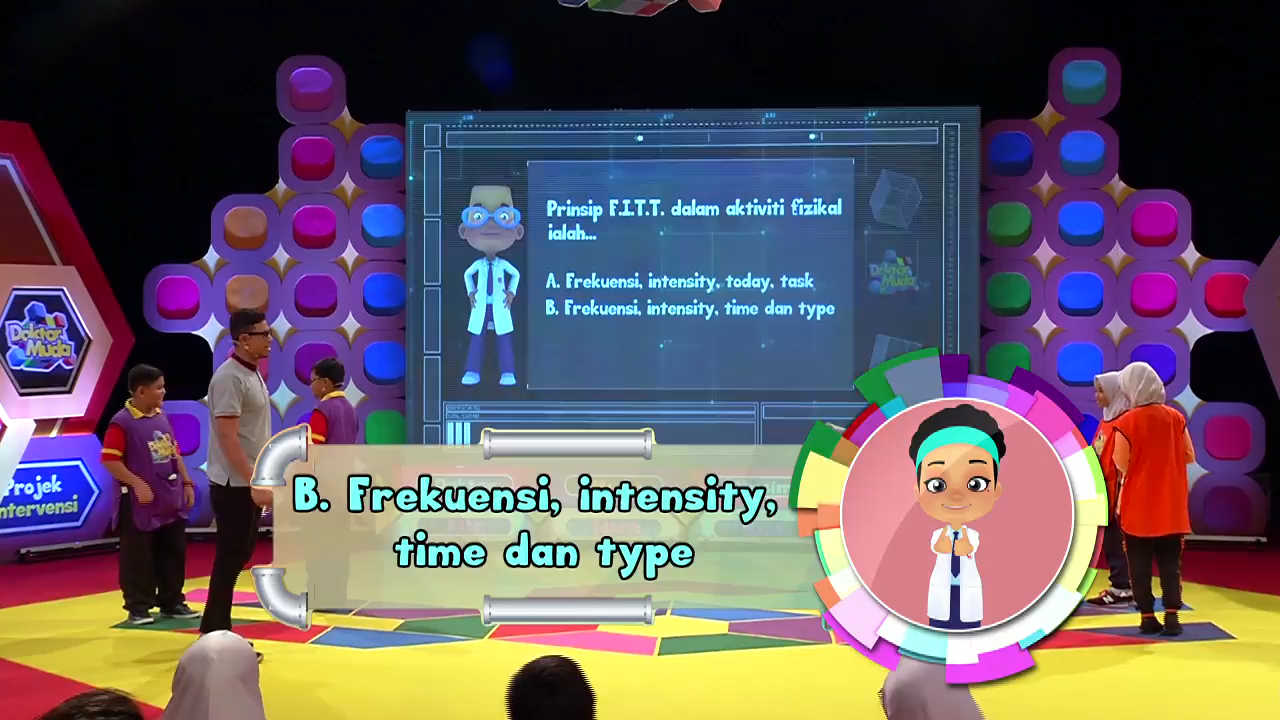 Prinsip F.I.T.T. dalam aktiviti fizikal
ialah...
A. Frekuensi, intensity, today, task
B. Frekuensi, intensity, time dan type
Doktor
Muda
Doktor
Muda
Projek
Intervensi
B. Frekuensi, intensity,
time dan type